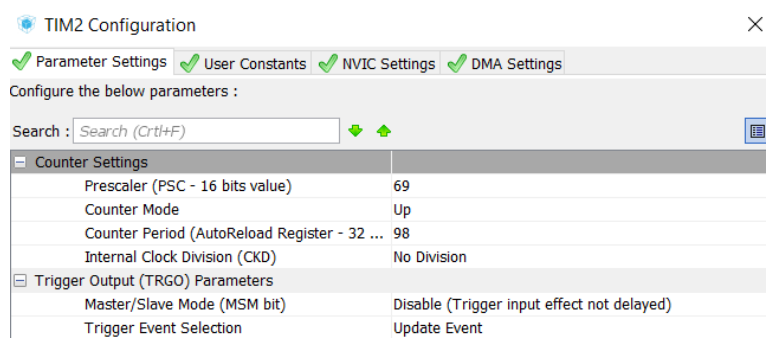 TIM2 Configuration
Parameter Settings User Constants NVIC Settings DMA Settings
Configure the below parameters :
Search : Search (CrtI+F)
Counter Settings
Prescaler (PSC - 16 bits value) 69
Counter Mode Up
Counter Period (AutoReload Register - 32 ... 98
Internal Clock Division (CKD) No Division
Trigger Output (TRGO) Parameters
Master/Slave Mode (MSM bit) Disable (Trigger input effect not delayed)
Trigger Event Selection Update Event